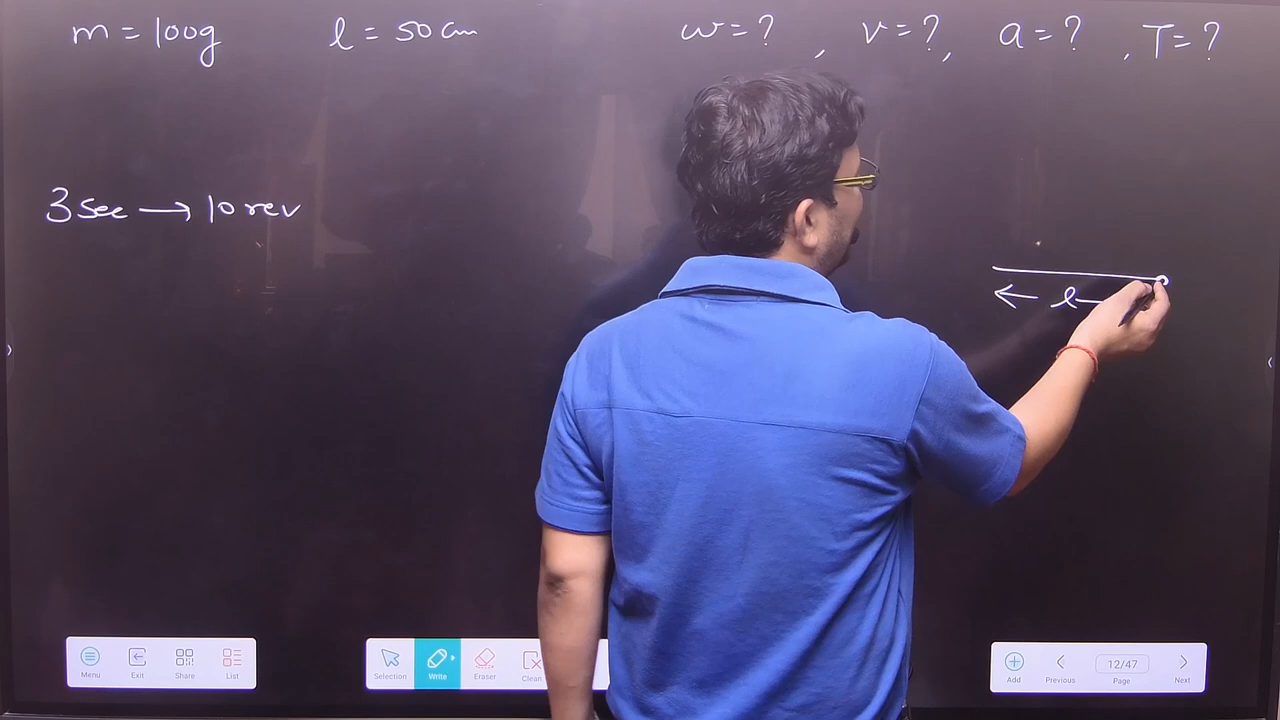 m = 100g l = 50 cm ω = ? , v = ?, a = ? , T = ?
3 sec → 10 rev
← l
Menu Exit Share List Selection Write Eraser Clean Add Previous 12/47 Page Next